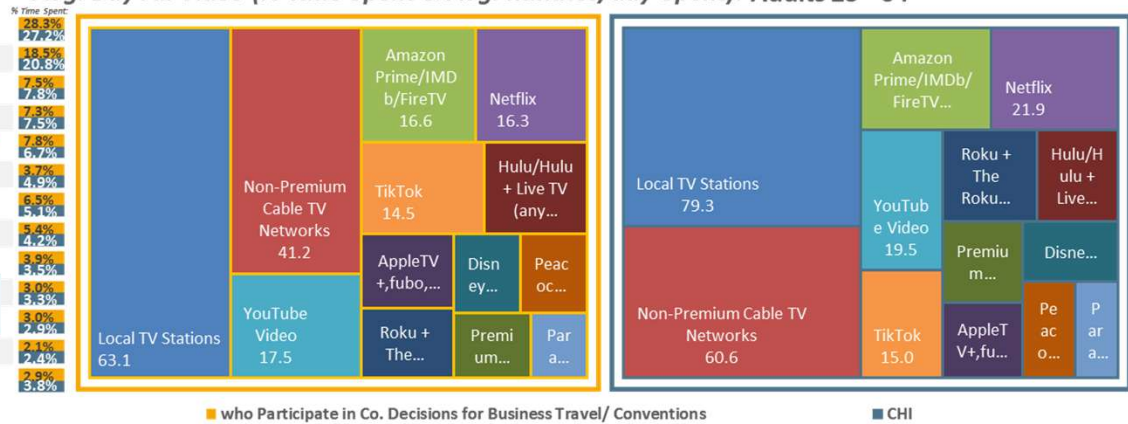 % Time Spent:
28.3%
27.2%
18.5%
20.8%
7.5%
7.8%
7.3%
7.5%
7.8%
6.7%
3.7%
4.9%
6.5%
5.1%
5.4%
4.2%
3.9%
3.5%
3.0%
3.3%
3.0%
2.9%
2.1%
2.4%
2.9%
3.8%
Local TV Stations
63.1
Non-Premium
Cable TV
Networks
41.2
YouTube
Video
17.5
Amazon
Prime/IMD
b/FireTV
16.6
Netflix
16.3
TikTok
14.5
Hulu/Hulu
+ Live TV
(any...
AppleTV
+,fubo,...
Disn
ey...
Peac
oc...
Roku +
The...
Premi
um...
Par
a...
Local TV Stations
79.3
Non-Premium Cable TV
Networks
60.6
Amazon
Prime/IMDb/
FireTV...
Netflix
21.9
YouTub
e Video
19.5
Roku +
The
Roku...
Hulu/H
ulu +
Live...
Premiu
m...
Disne...
TikTok
15.0
AppleT
V+,fu...
Pe
ac
o...
P
ar
a...
who Participate in Co. Decisions for Business Travel/ Conventions
CHI